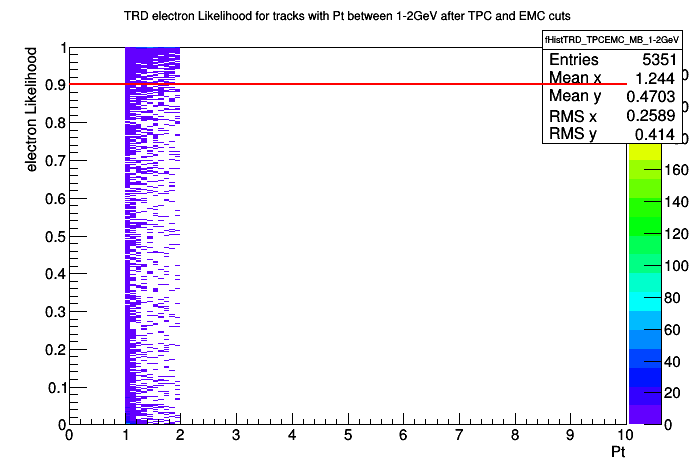 TRD electron Likelihood for tracks with Pt between 1-2GeV after TPC and EMC cuts
fHistTRD_TPCEMC_MB_1-2GeV
Entries 5351
Mean x 1.244
Mean y 0.4703
RMS x 0.2589
RMS y 0.414
electron Likelihood
1
0.9
0.8
0.7
0.6
0.5
0.4
0.3
0.2
0.1
0
0 1 2 3 4 5 6 7 8 9 10
Pt
160
140
120
100
80
60
40
20
0